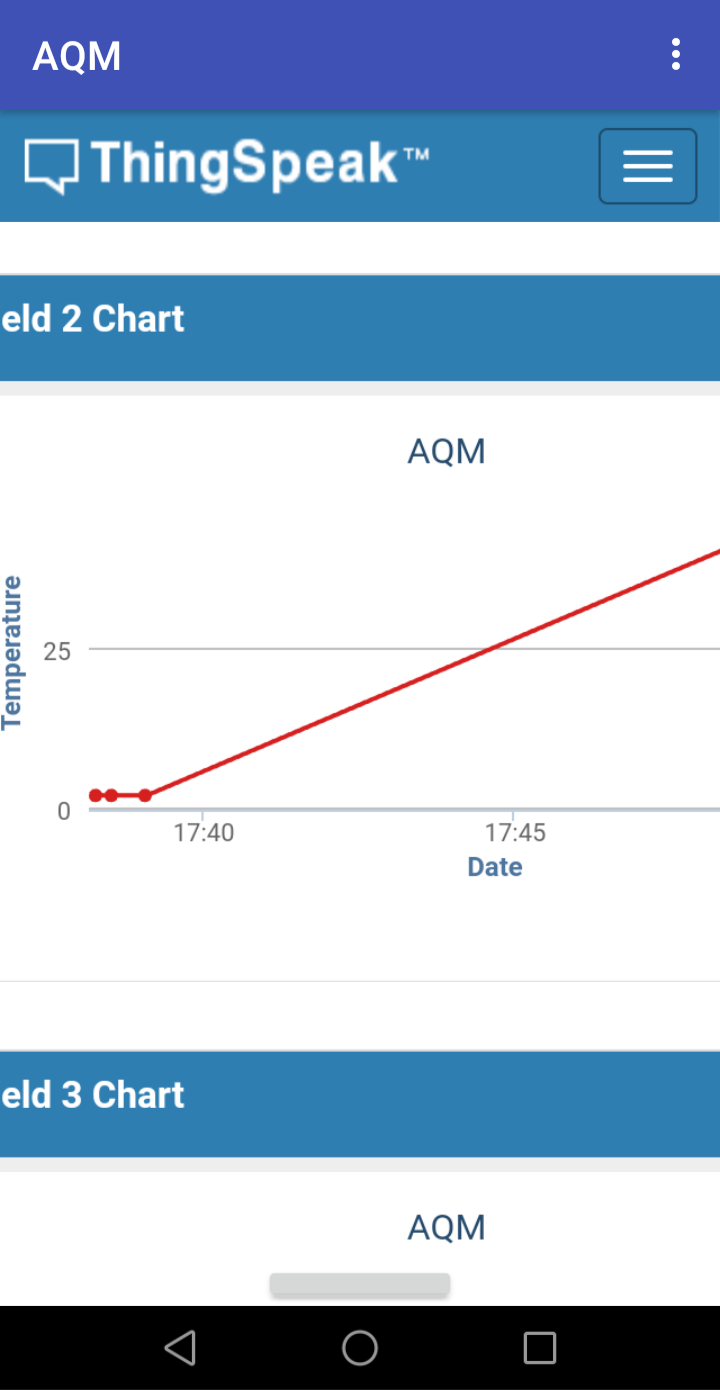 AQM
ThingSpeak™
eld 2 Chart
AQM
Temperature
25
0
17:40
17:45
Date
eld 3 Chart
AQM